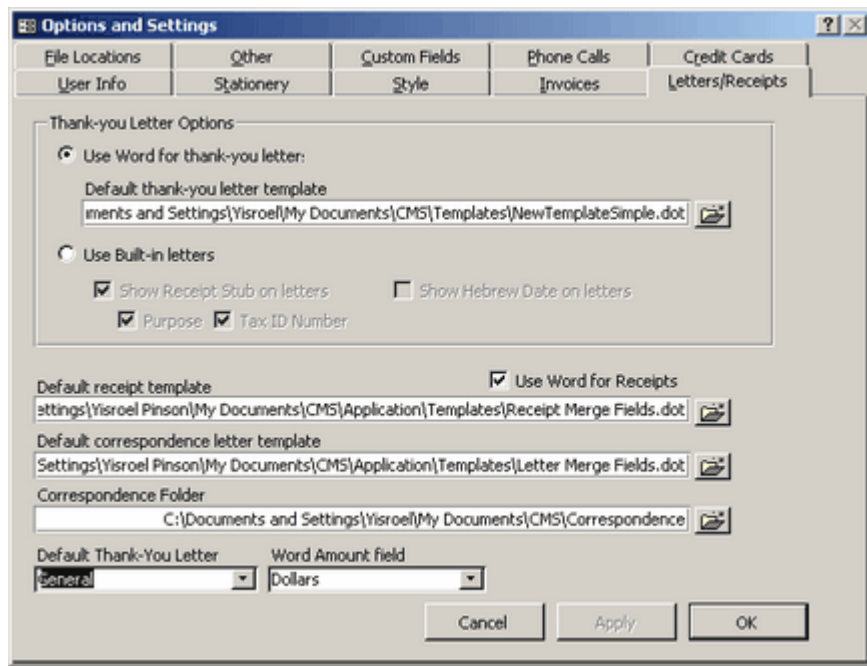 Options and Settings
File Locations Other Custom Fields Phone Calls Credit Cards
User Info Stationery Style Invoices Letters/Receipts
Thank-you Letter Options
Use Word for thank-you letter:
Default thank-you letter template
ments and Settings\Yisroel\My Documents\CMS\Templates\NewTemplateSimple.dot
Use Built-in letters
Show Receipt Stub on letters Show Hebrew Date on letters
Purpose Tax ID Number
Use Word for Receipts
Default receipt template
ettings\Yisroel Pinson\My Documents\CMS\Application\Templates\Receipt Merge Fields.dot
Default correspondence letter template
Settings\Yisroel Pinson\My Documents\CMS\Application\Templates\Letter Merge Fields.dot
Correspondence Folder
C:\Documents and Settings\Yisroel\My Documents\CMS\Correspondence
Default Thank-You Letter Word Amount field
General Dollars
Cancel Apply OK